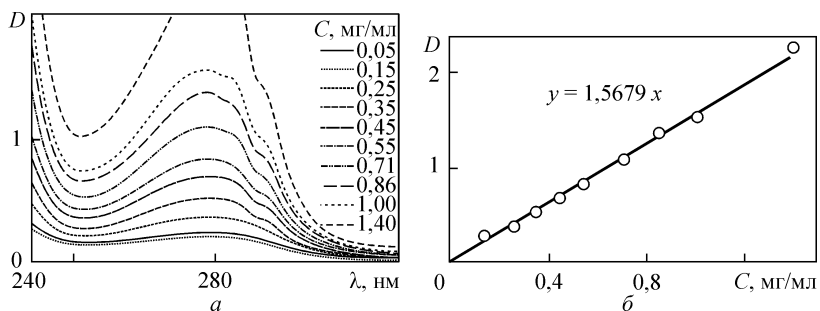 D
C, мг/мл
0,05
0,15
0,25
0,35
0,45
0,55
0,71
0,86
1,00
1,40
1
0
240
280
λ, нм
а
D
2
y = 1,5679 x
1
0
0,4
0,8
C, мг/мл
б